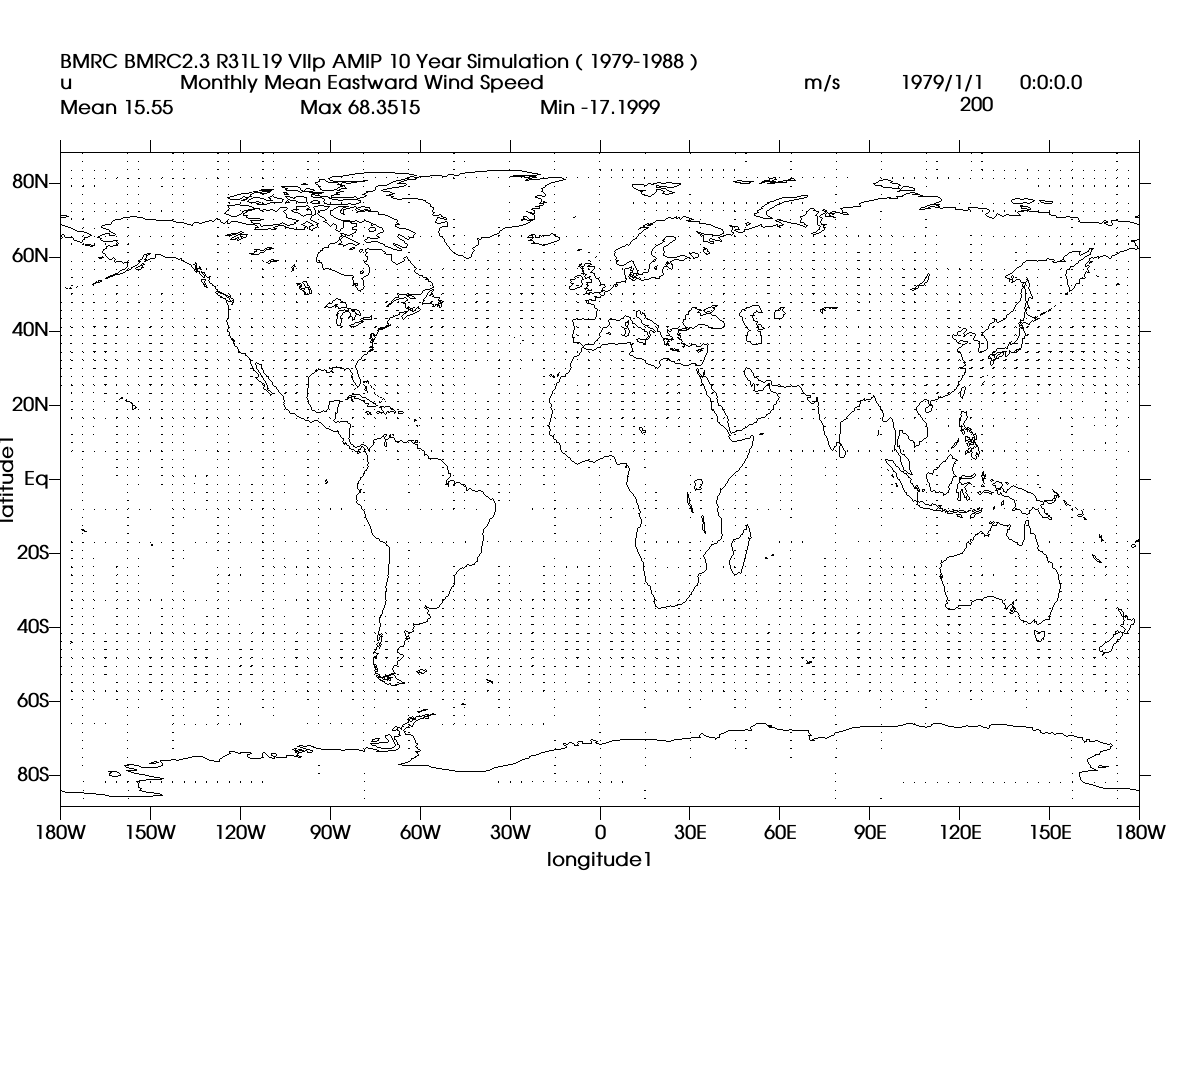 BMRC BMRC2.3 R31L19 VIIp AMIP 10 Year Simulation ( 1979-1988 )
u Monthly Mean Eastward Wind Speed m/s 1979/1/1 0:0:0.0
Mean 15.55 Max 68.3515 Min -17.1999 200
80N
60N
40N
20N
Eq
20S
40S
60S
80S
latitude1
180W 150W 120W 90W 60W 30W 0 30E 60E 90E 120E 150E 180W
longitude1